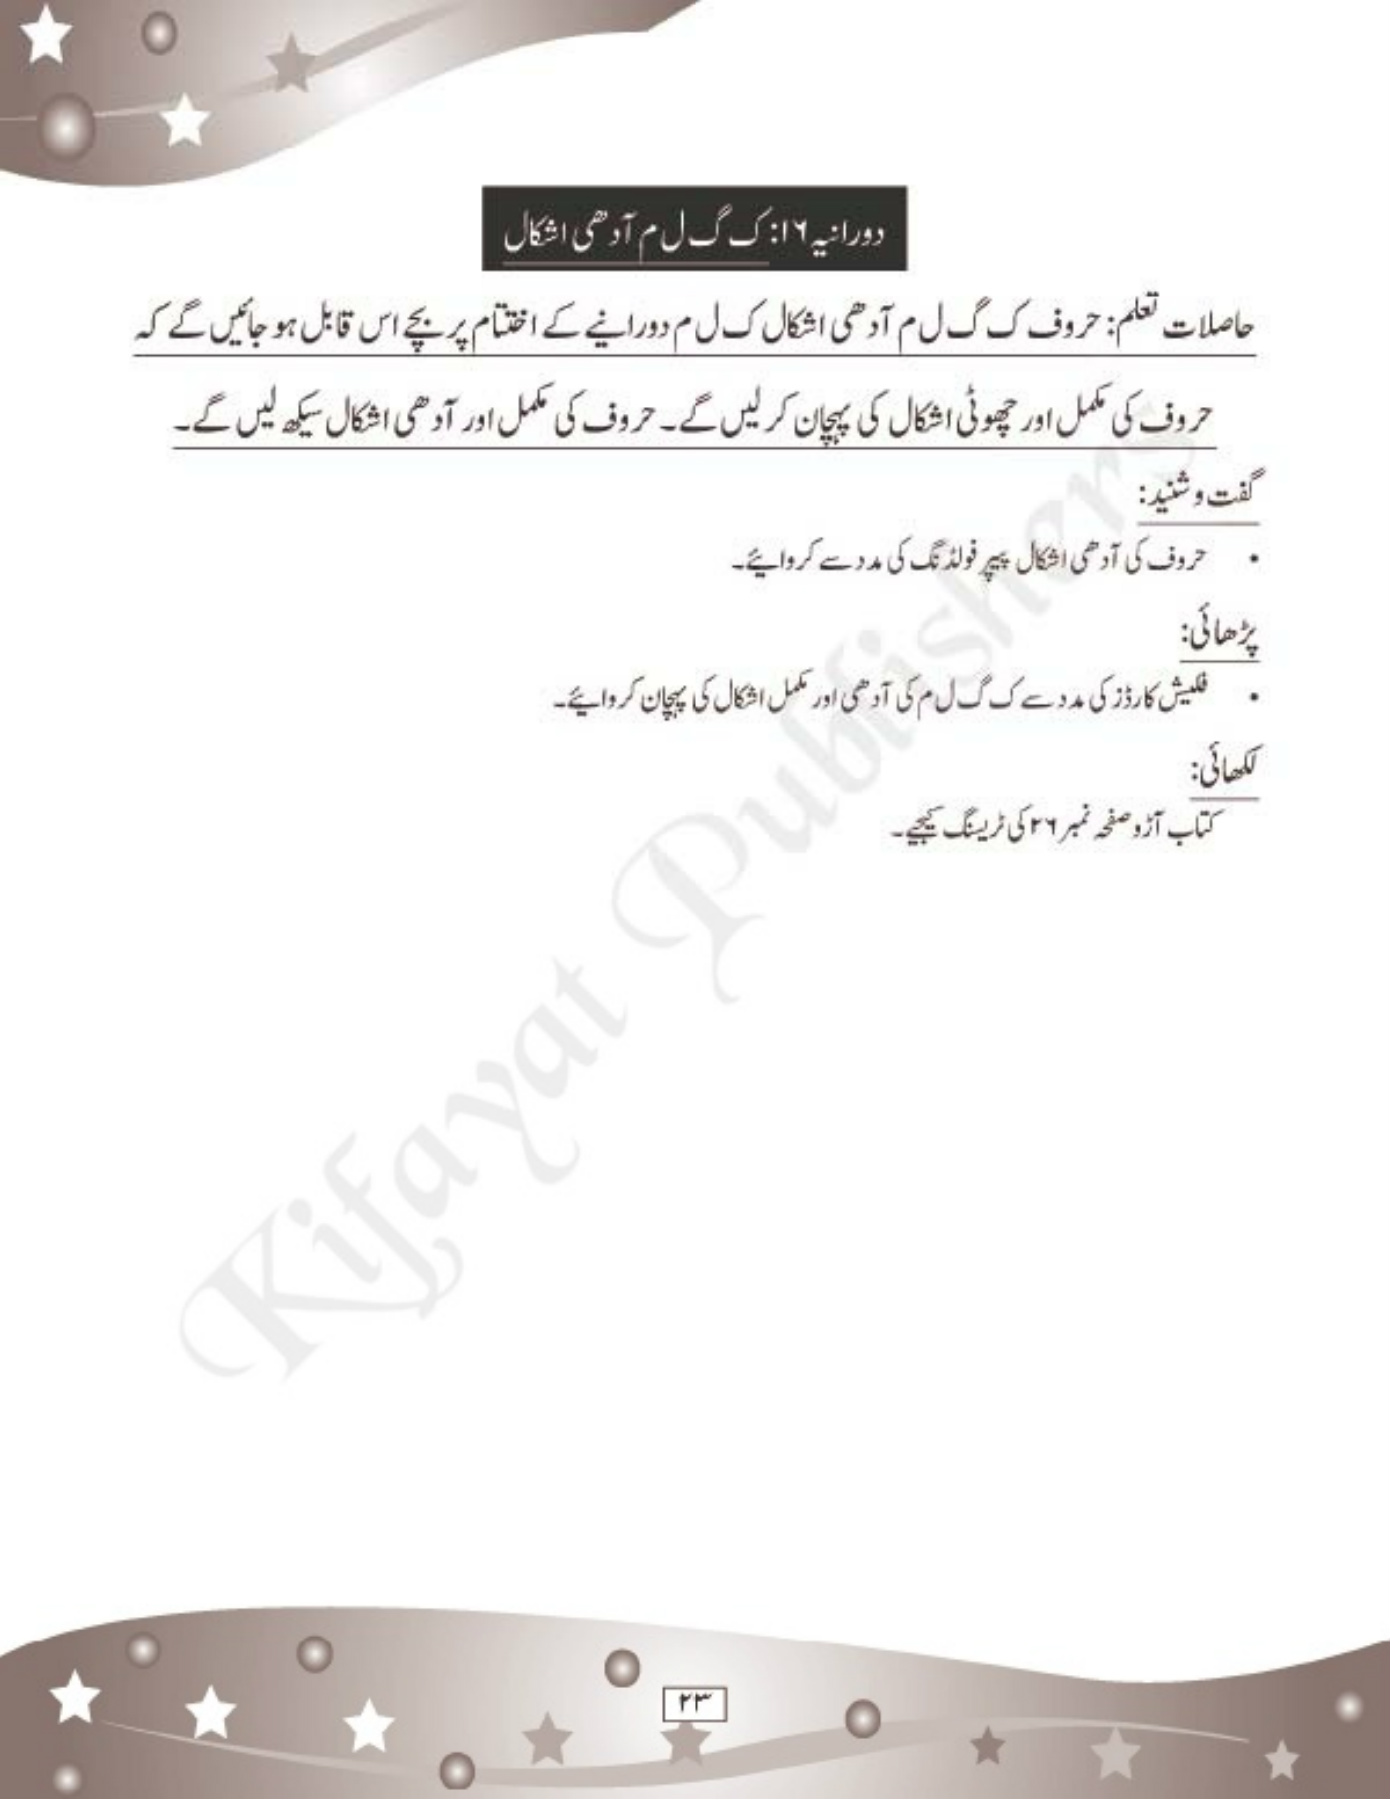 دورانیہ ۱۶: ک گ ل م آدھی اشکال
حاصلات تعلم: حروف ک گ ل م آدھی اشکال ک ل م دورانیے کے اختتام پر بچے اس قابل ہو جائیں گے کہ
حروف کی مکمل اور چھوٹی اشکال کی پہچان کر لیں گے۔ حروف کی مکمل اور آدھی اشکال سیکھ لیں گے۔
گفت و شنید:
• حروف کی آدھی اشکال پیپر فولڈنگ کی مدد سے کروائیے۔
پڑھائی:
• فلیش کارڈز کی مدد سے ک گ ل م کی آدھی اور مکمل اشکال کی پہچان کروائیے۔
لکھائی:
کتاب آڑو صفحہ نمبر ۲۶ کی ٹریسنگ کیجیے۔
Kifayat Publishers
۲۳